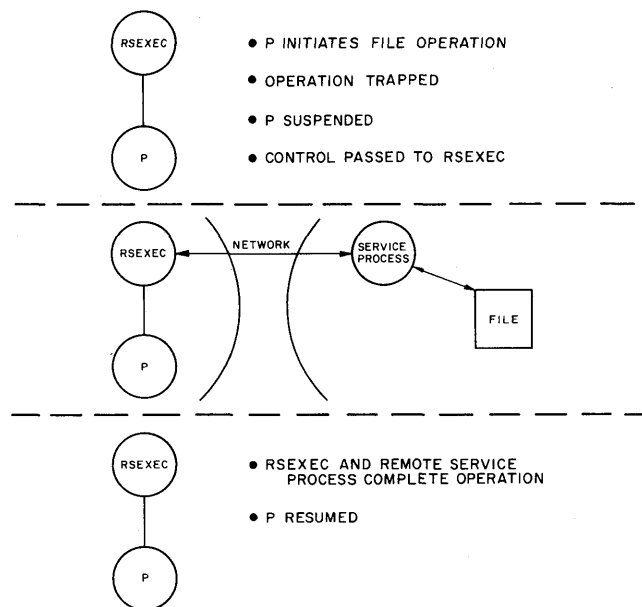 RSEXEC
• P INITIATES FILE OPERATION
• OPERATION TRAPPED
• P SUSPENDED
P
• CONTROL PASSED TO RSEXEC
RSEXEC
NETWORK
SERVICE
PROCESS
FILE
P
RSEXEC
• RSEXEC AND REMOTE SERVICE
PROCESS COMPLETE OPERATION
• P RESUMED
P